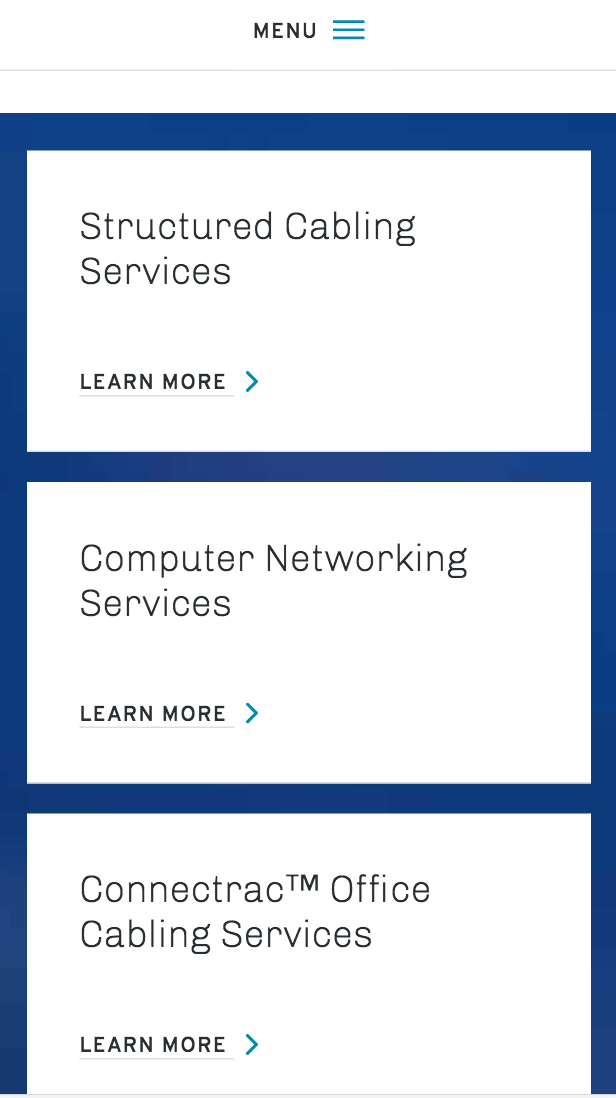 MENU
Structured Cabling
Services
LEARN MORE
Computer Networking
Services
LEARN MORE
Connectrac™ Office
Cabling Services
LEARN MORE